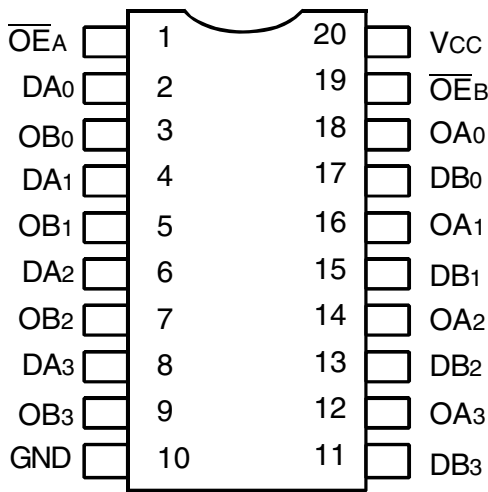 O̅E̅A 1 20 VCC
DA0 2 19 O̅E̅B
OB0 3 18 OA0
DA1 4 17 DB0
OB1 5 16 OA1
DA2 6 15 DB1
OB2 7 14 OA2
DA3 8 13 DB2
OB3 9 12 OA3
GND 10 11 DB3